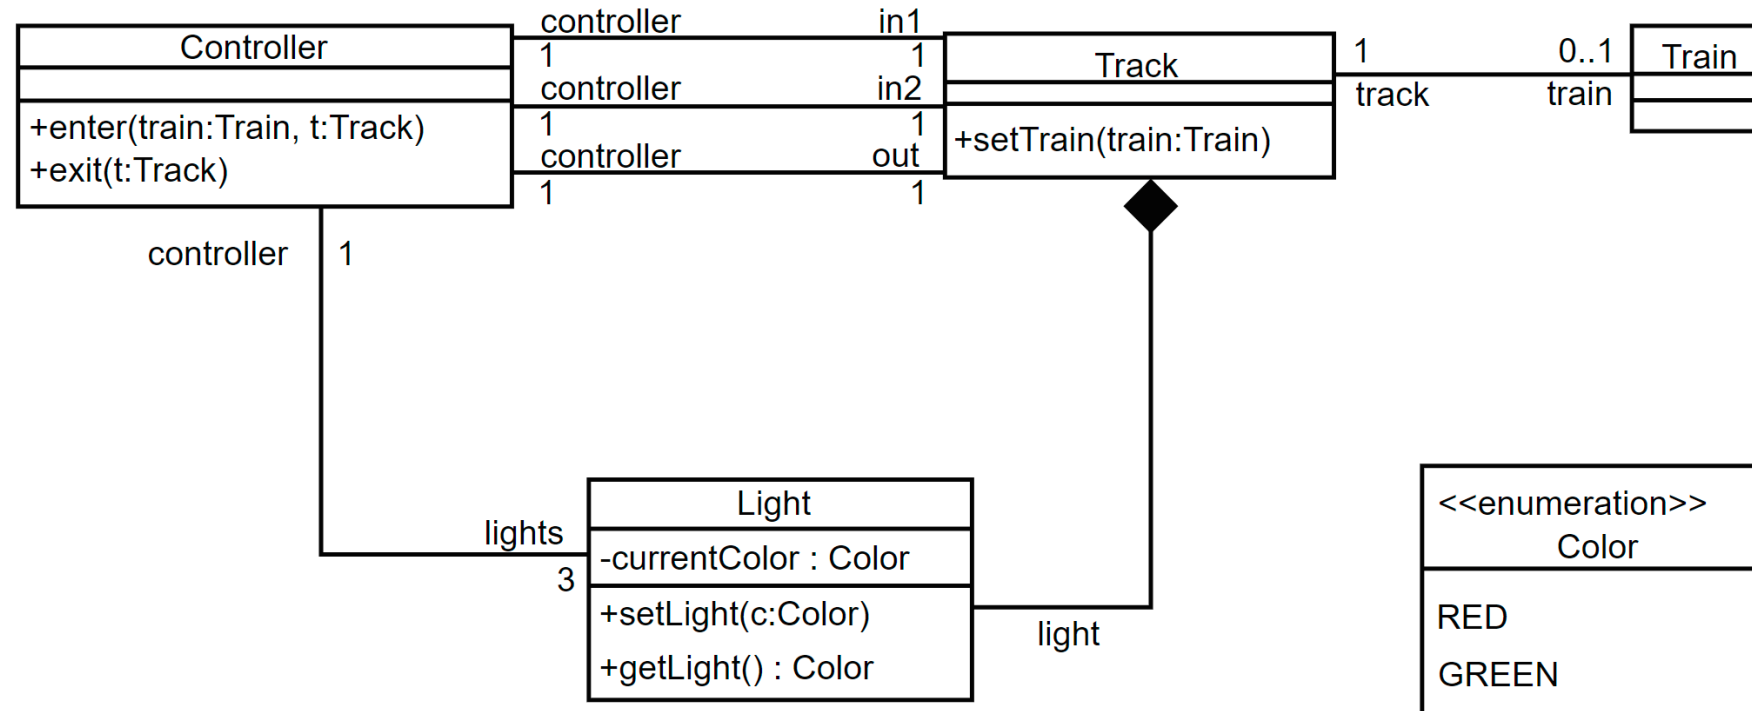 controller in1
1 1
controller in2
1 1
controller out
1 1
Controller
+enter(train:Train, t:Track)
+exit(t:Track)
Track
+setTrain(train:Train)
1 0..1
track train
Train
controller 1
lights
3
Light
-currentColor : Color
+setLight(c:Color)
+getLight() : Color
light
<<enumeration>>
Color
RED
GREEN